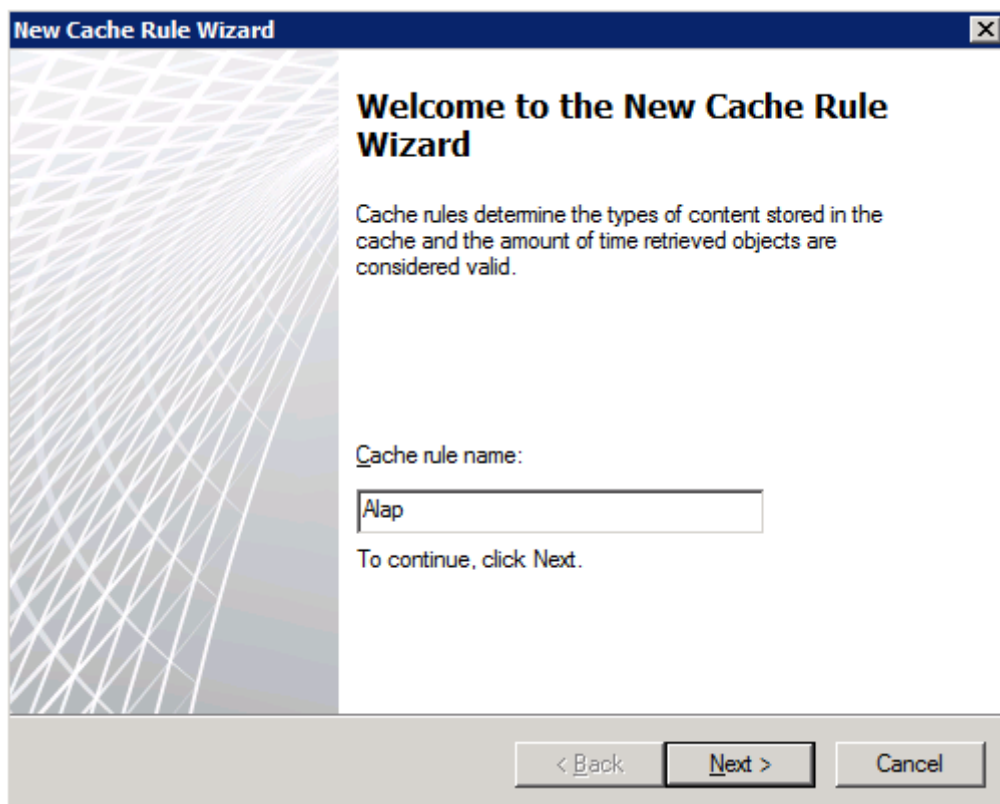 New Cache Rule Wizard
Welcome to the New Cache Rule
Wizard
Cache rules determine the types of content stored in the
cache and the amount of time retrieved objects are
considered valid.
Cache rule name:
Alap
To continue, click Next.
< Back
Next >
Cancel